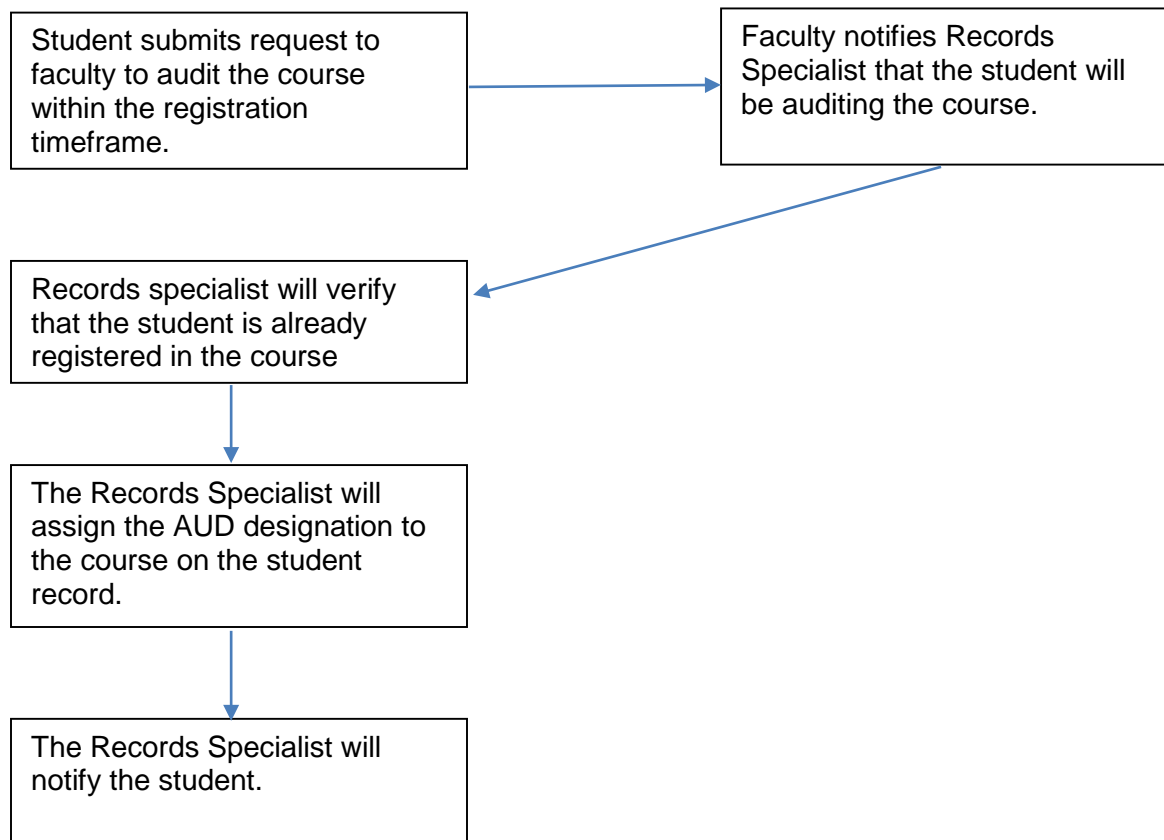 Student submits request to
faculty to audit the course
within the registration
timeframe.
Faculty notifies Records
Specialist that the student will
be auditing the course.
Records specialist will verify
that the student is already
registered in the course
The Records Specialist will
assign the AUD designation to
the course on the student
record.
The Records Specialist will
notify the student.